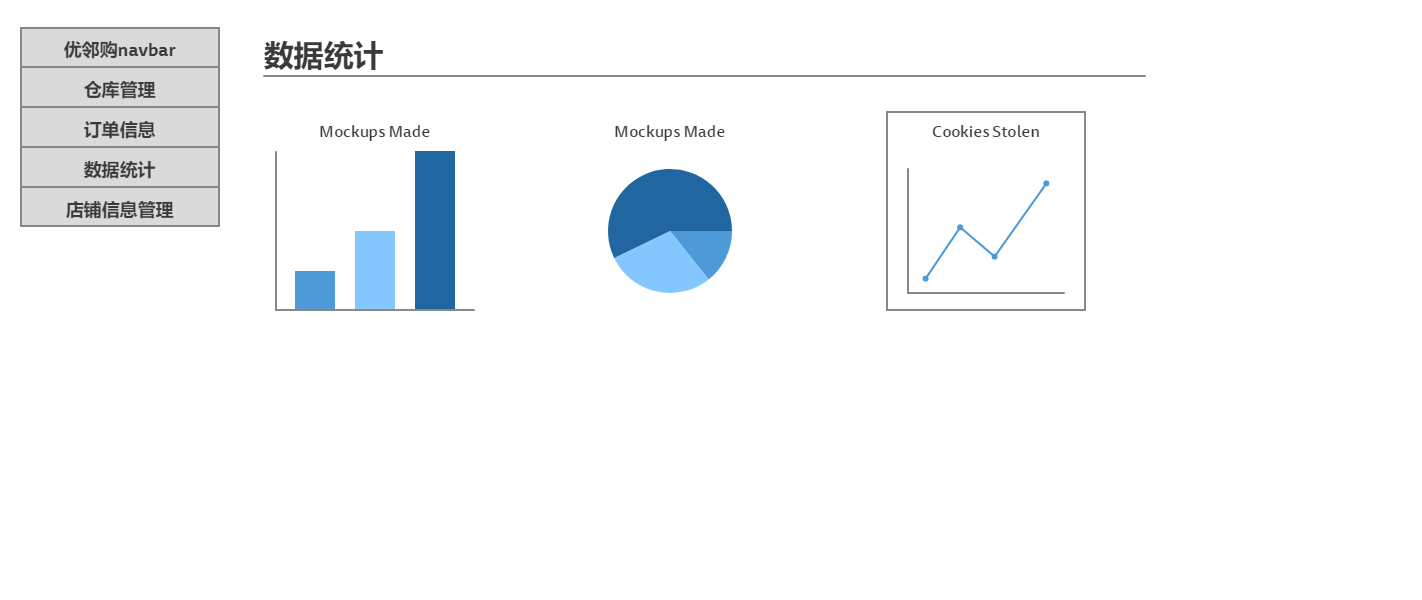 优邻购navbar
仓库管理
订单信息
数据统计
店铺信息管理
数据统计
Mockups Made
Mockups Made
Cookies Stolen